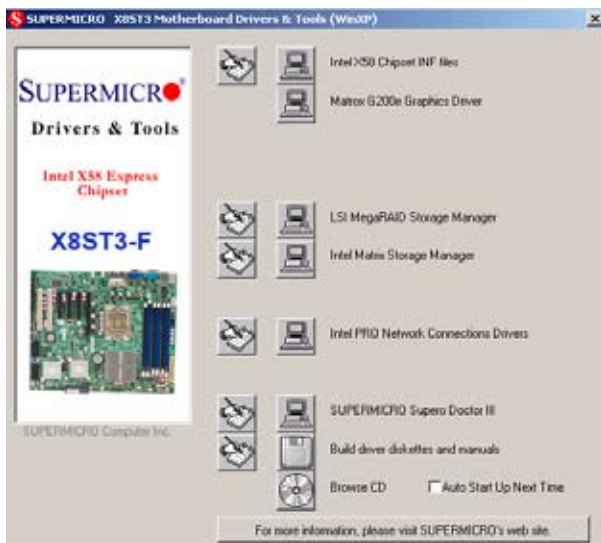 SUPERMICRO X8ST3 Motherboard Drivers & Tools (WinXP)
SUPERMICRO
Drivers & Tools
Intel X58 Express
Chipset
X8ST3-F
SUPERMICRO Computer Inc.
Intel X58 Chipset INF files
Matrox G200e Graphics Driver
LSI MegaRAID Storage Manager
Intel Matrix Storage Manager
Intel PRO Network Connections Drivers
SUPERMICRO Supero Doctor III
Build driver diskettes and manuals
Browse CD
Auto Start Up Next Time
For more information, please visit SUPERMICRO's web site.